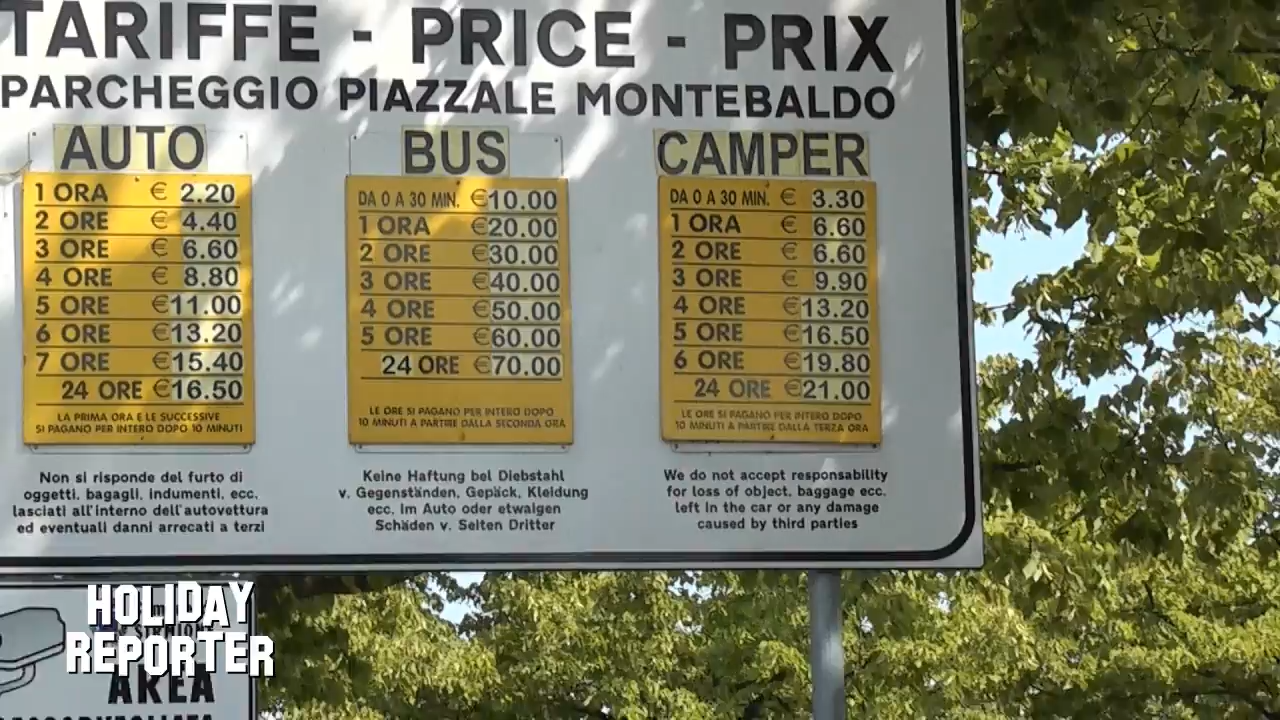 TARIFFE - PRICE - PRIX
PARCHEGGIO PIAZZALE MONTEBALDO
AUTO
1 ORA € 2.20
2 ORE € 4.40
3 ORE € 6.60
4 ORE € 8.80
5 ORE € 11.00
6 ORE € 13.20
7 ORE € 15.40
24 ORE € 16.50
LA PRIMA ORA E LE SUCCESSIVE
SI PAGANO PER INTERO DOPO 10 MINUTI
BUS
DA 0 A 30 MIN. €10.00
1 ORA €20.00
2 ORE €30.00
3 ORE €40.00
4 ORE €50.00
5 ORE €60.00
24 ORE €70.00
LE ORE SI PAGANO PER INTERO DOPO
10 MINUTI A PARTIRE DALLA SECONDA ORA
CAMPER
DA 0 A 30 MIN. € 3.30
1 ORA € 6.60
2 ORE € 6.60
3 ORE € 9.90
4 ORE €13.20
5 ORE €16.50
6 ORE €19.80
24 ORE €21.00
LE ORE SI PAGANO PER INTERO DOPO
10 MINUTI A PARTIRE DALLA TERZA ORA
Non si risponde del furto di
oggetti, bagagli, indumenti, ecc.
lasciati all'interno dell'autovettura
ed eventuali danni arrecati a terzi
Keine Haftung bel Diebstahl
v. Gegenständen, Gepäck, Kleidung
ecc. im Auto oder etwaigen
Schäden v. Seiten Dritter
We do not accept responsability
for loss of object, baggage ecc.
left in the car or any damage
caused by third parties
HOLIDAY
REPORTER
AREA